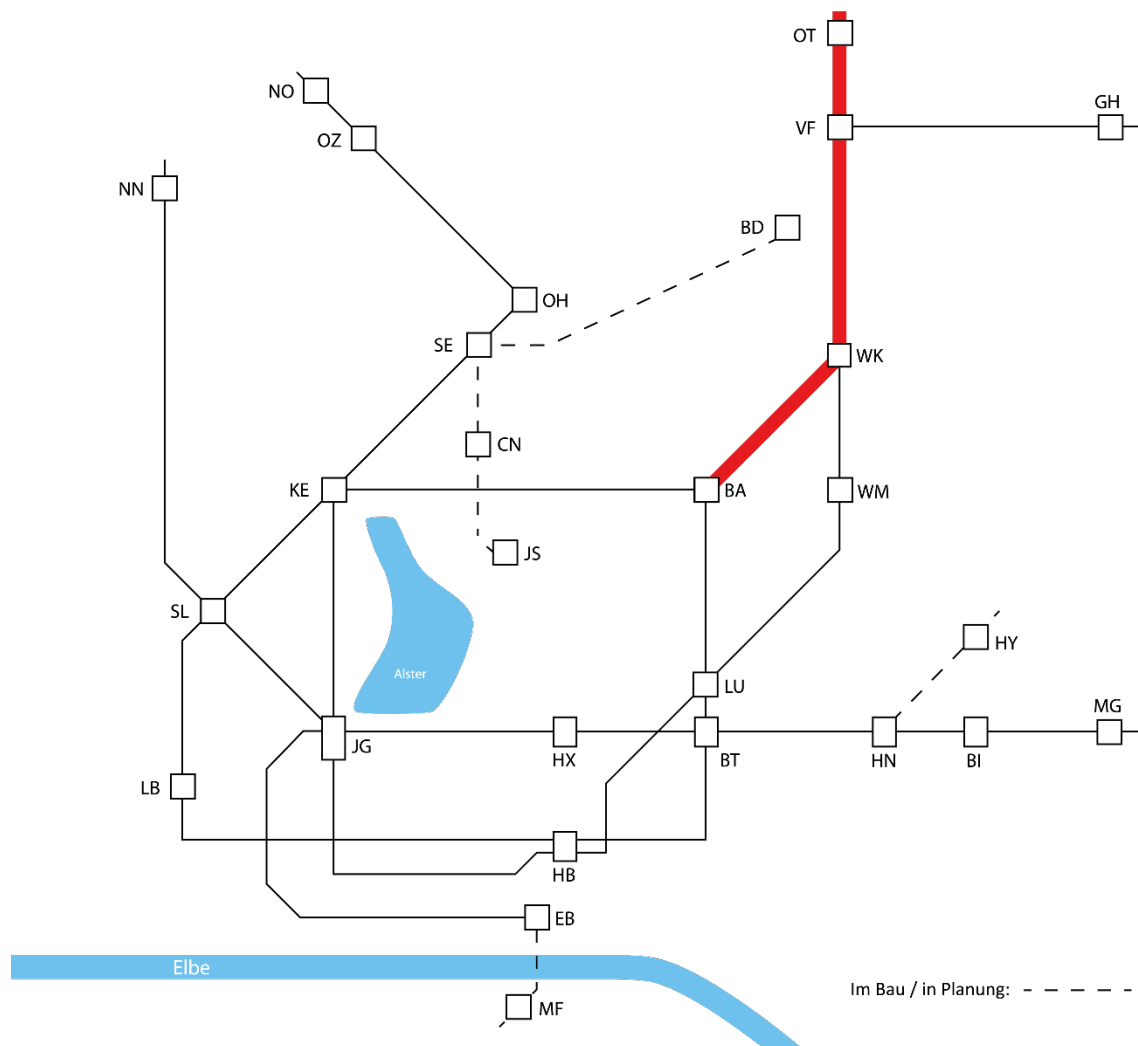 OT
NO
GH
VF
OZ
NN
BD
OH
SE
WK
CN
KE
BA
WM
JS
SL
HY
Alster
LU
MG
JG
HX
BT
HN
BI
LB
HB
EB
Elbe
Im Bau / in Planung:
MF